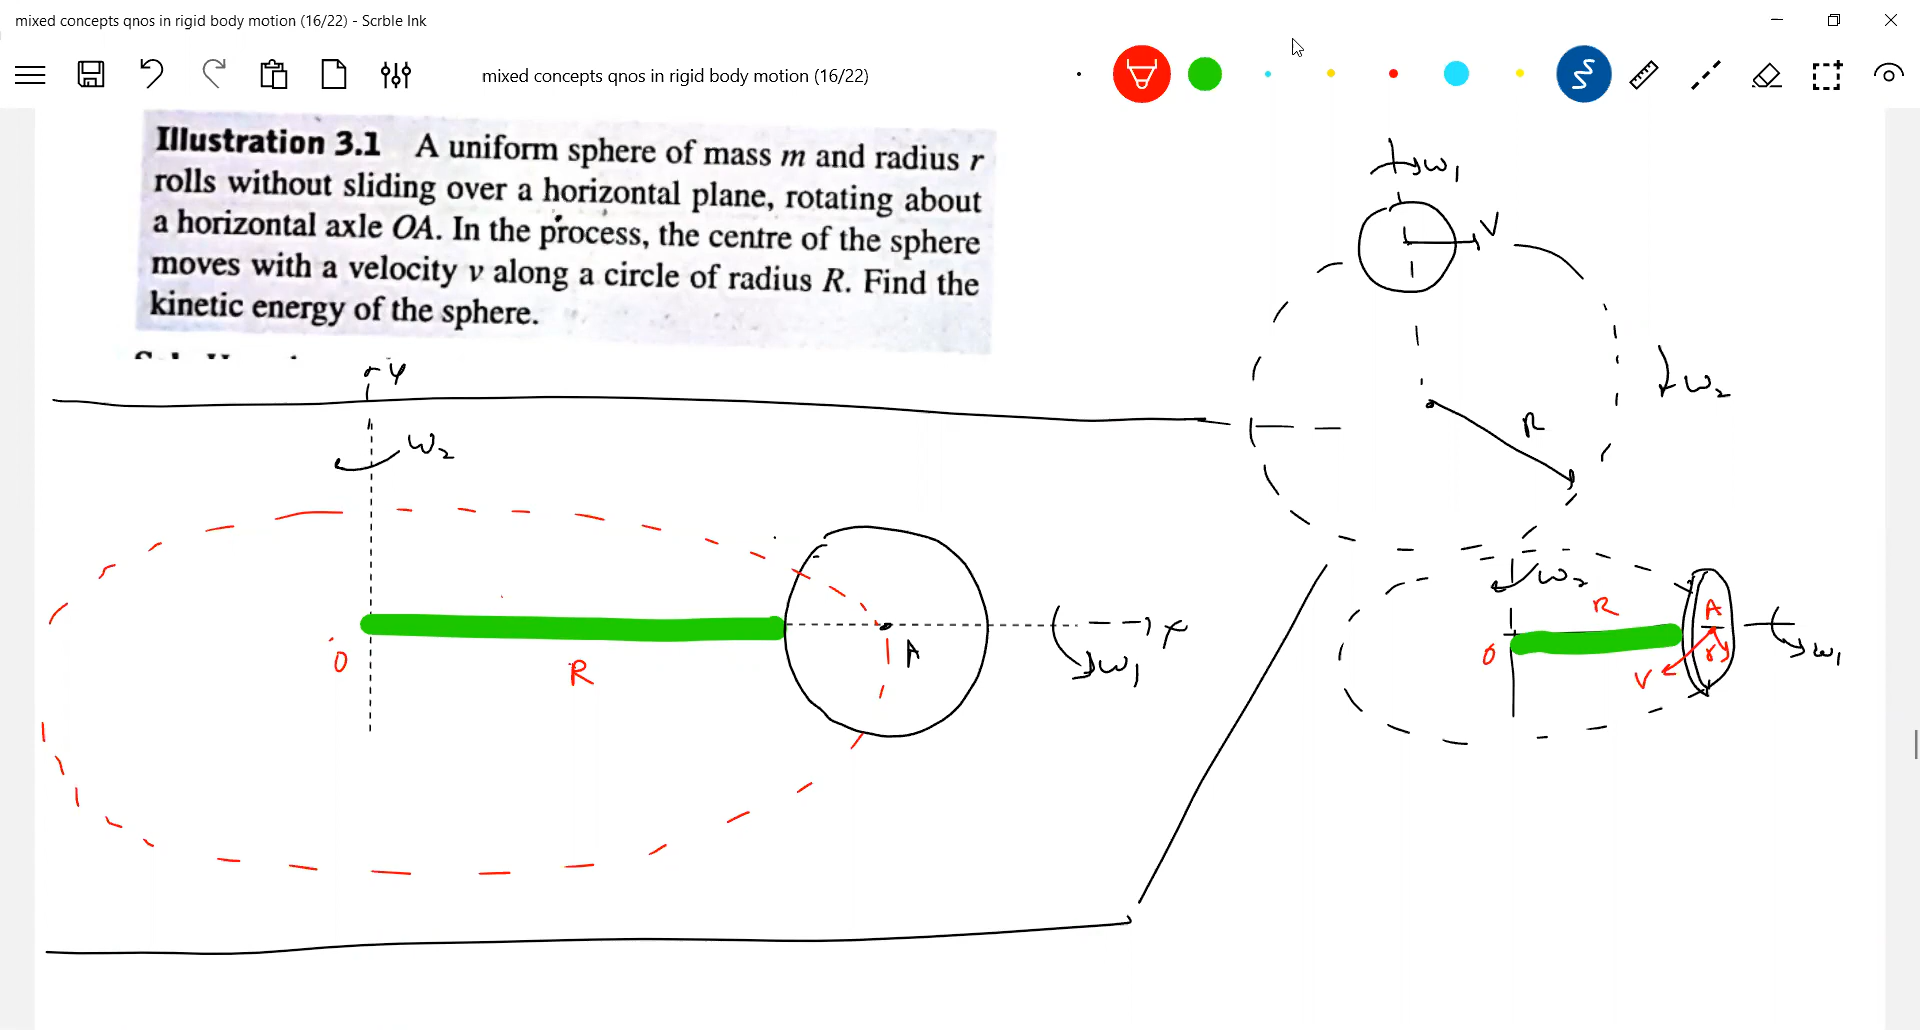 mixed concepts qnos in rigid body motion (16/22) - Scrble Ink
mixed concepts qnos in rigid body motion (16/22)
Illustration 3.1 A uniform sphere of mass m and radius r
rolls without sliding over a horizontal plane, rotating about
a horizontal axle OA. In the process, the centre of the sphere
moves with a velocity v along a circle of radius R. Find the
kinetic energy of the sphere.
ω₁
V
ω₂
R
y
ω₂
O
R
A
x
ω₁
ω₂
R
A
O
V
r
ω₁